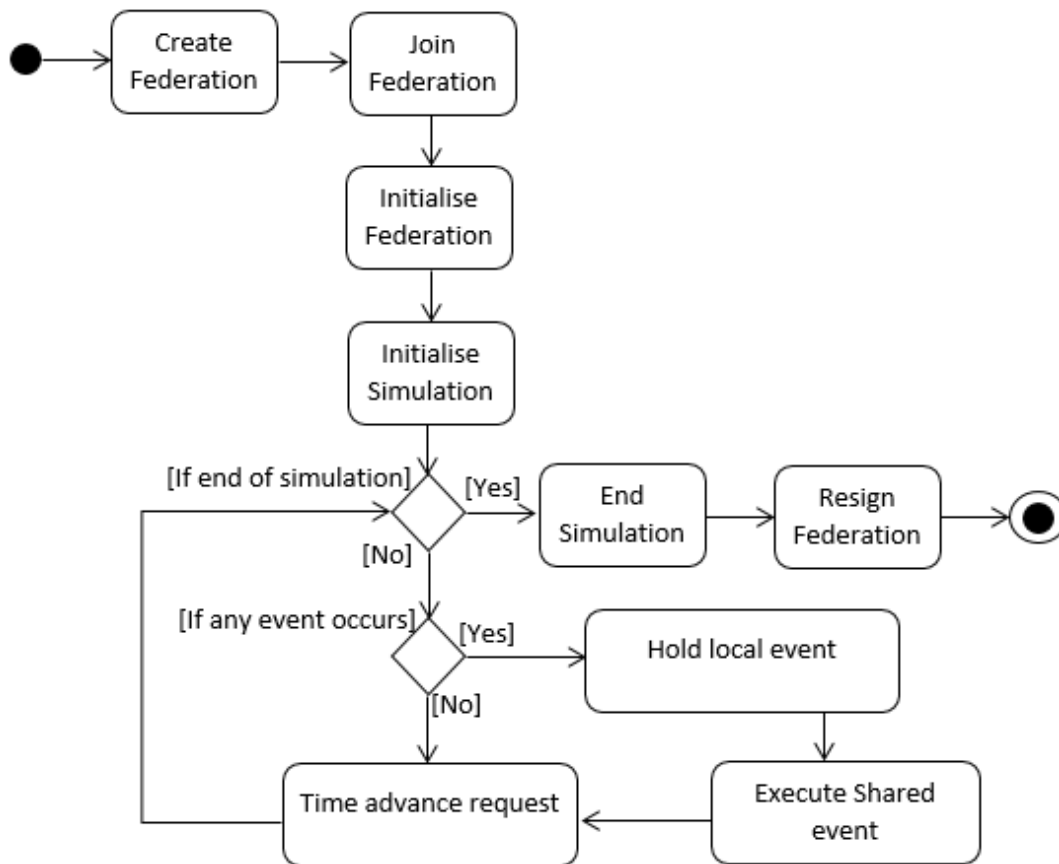 Create
Federation
Join
Federation
Initialise
Federation
Initialise
Simulation
[If end of simulation]
[Yes]
End
Simulation
Resign
Federation
[No]
[If any event occurs]
[Yes]
Hold local event
[No]
Time advance request
Execute Shared
event